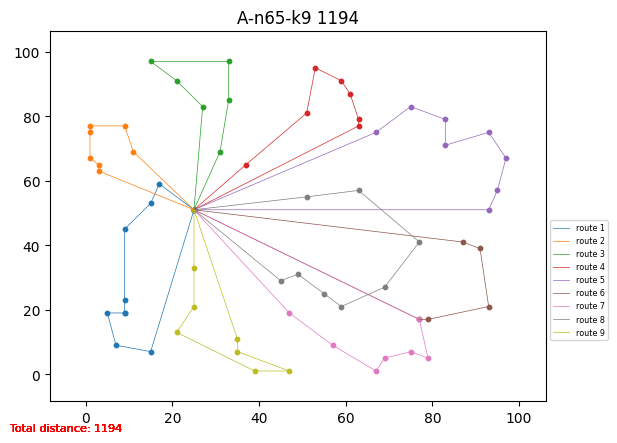 A-n65-k9 1194
100
80
60
40
20
0
0 20 40 60 80 100
route 1
route 2
route 3
route 4
route 5
route 6
route 7
route 8
route 9
Total distance: 1194